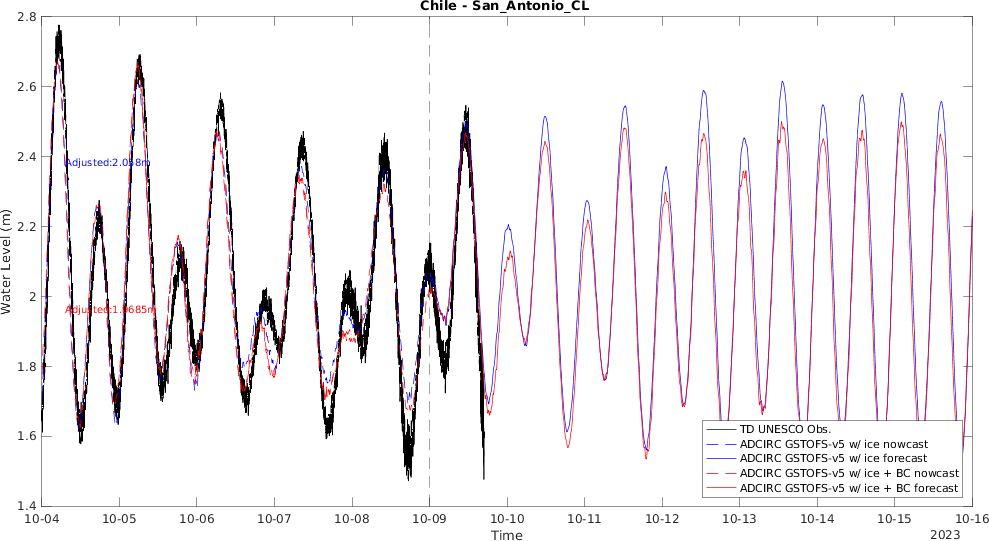 Chile - San_Antonio_CL
2.8
2.6
2.4
2.2
2
1.8
1.6
1.4
Water Level (m)
Adjusted:2.058m
TD UNESCO Obs.
ADCIRC GSTOFS-v5 w/ ice nowcast
ADCIRC GSTOFS-v5 w/ ice forecast
ADCIRC GSTOFS-v5 w/ ice + BC nowcast
ADCIRC GSTOFS-v5 w/ ice + BC forecast
10-04
10-05
10-06
10-07
10-08
10-09
10-10
10-11
10-12
10-13
10-14
10-15
10-16
Time
2023